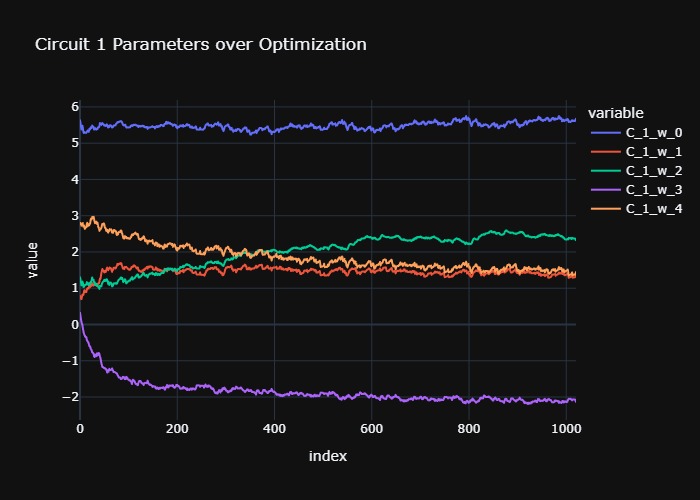 Circuit 1 Parameters over Optimization
variable
C_1_w_0
C_1_w_1
C_1_w_2
C_1_w_3
C_1_w_4
value
6
5
4
3
2
1
0
−1
−2
0 200 400 600 800 1000
index